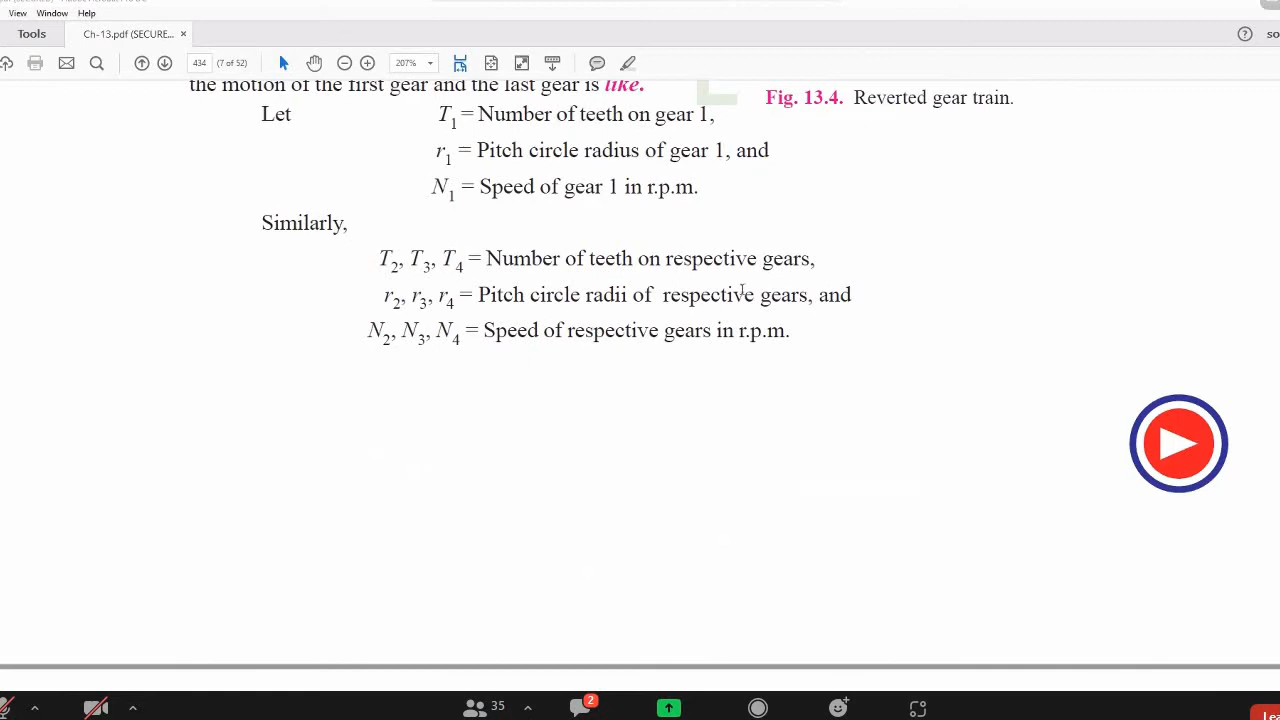 View Window Help
Tools Ch-13.pdf (SECURE... ×
434 (7 of 52) 207%
the motion of the first gear and the last gear is like.
Fig. 13.4. Reverted gear train.
Let T1 = Number of teeth on gear 1,
r1 = Pitch circle radius of gear 1, and
N1 = Speed of gear 1 in r.p.m.
Similarly,
T2, T3, T4 = Number of teeth on respective gears,
r2, r3, r4 = Pitch circle radii of respective gears, and
N2, N3, N4 = Speed of respective gears in r.p.m.
35 2